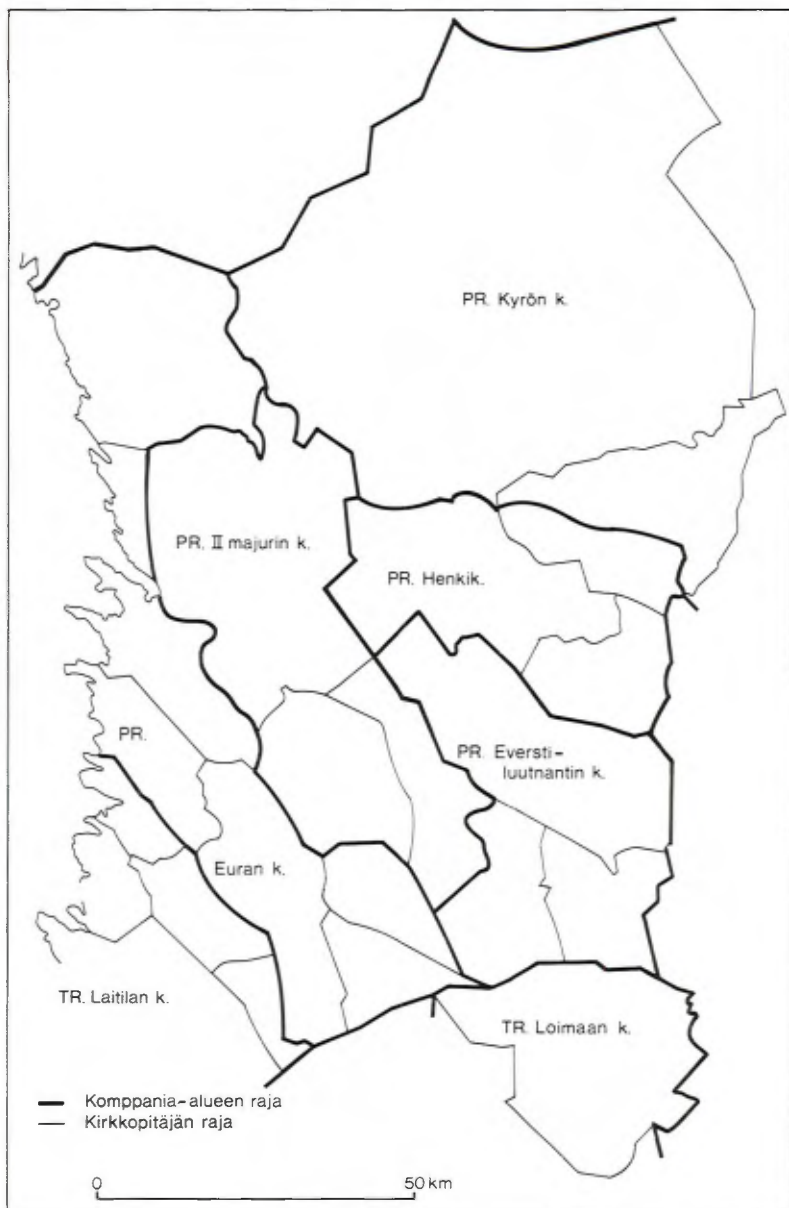 PR. Kyrön k.
PR. II majurin k.
PR. Henkik.
PR.
PR. Eversti-
luutnantin k.
Euran k.
TR. Laitilan k.
TR. Loimaan k.
Komppania-alueen raja
Kirkkopitäjän raja
0 50 km